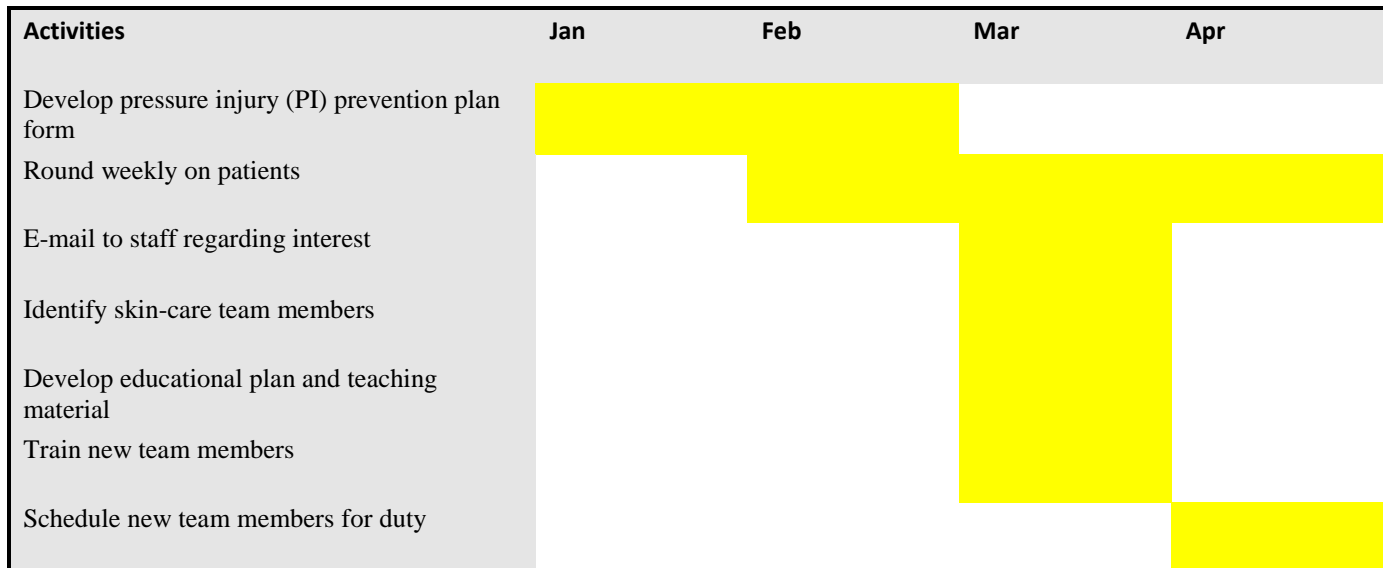 Activities Jan Feb Mar Apr
Develop pressure injury (PI) prevention plan
form
Round weekly on patients
E-mail to staff regarding interest
Identify skin-care team members
Develop educational plan and teaching
material
Train new team members
Schedule new team members for duty